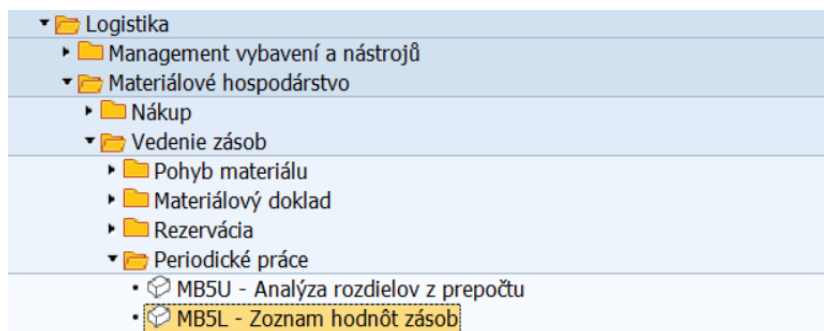 Logistika
Management vybavení a nástrojů
Materiálové hospodárstvo
Nákup
Vedenie zásob
Pohyb materiálu
Materiálový doklad
Rezervácia
Periodické práce
MB5U - Analýza rozdielov z prepočtu
MB5L - Zoznam hodnôt zásob